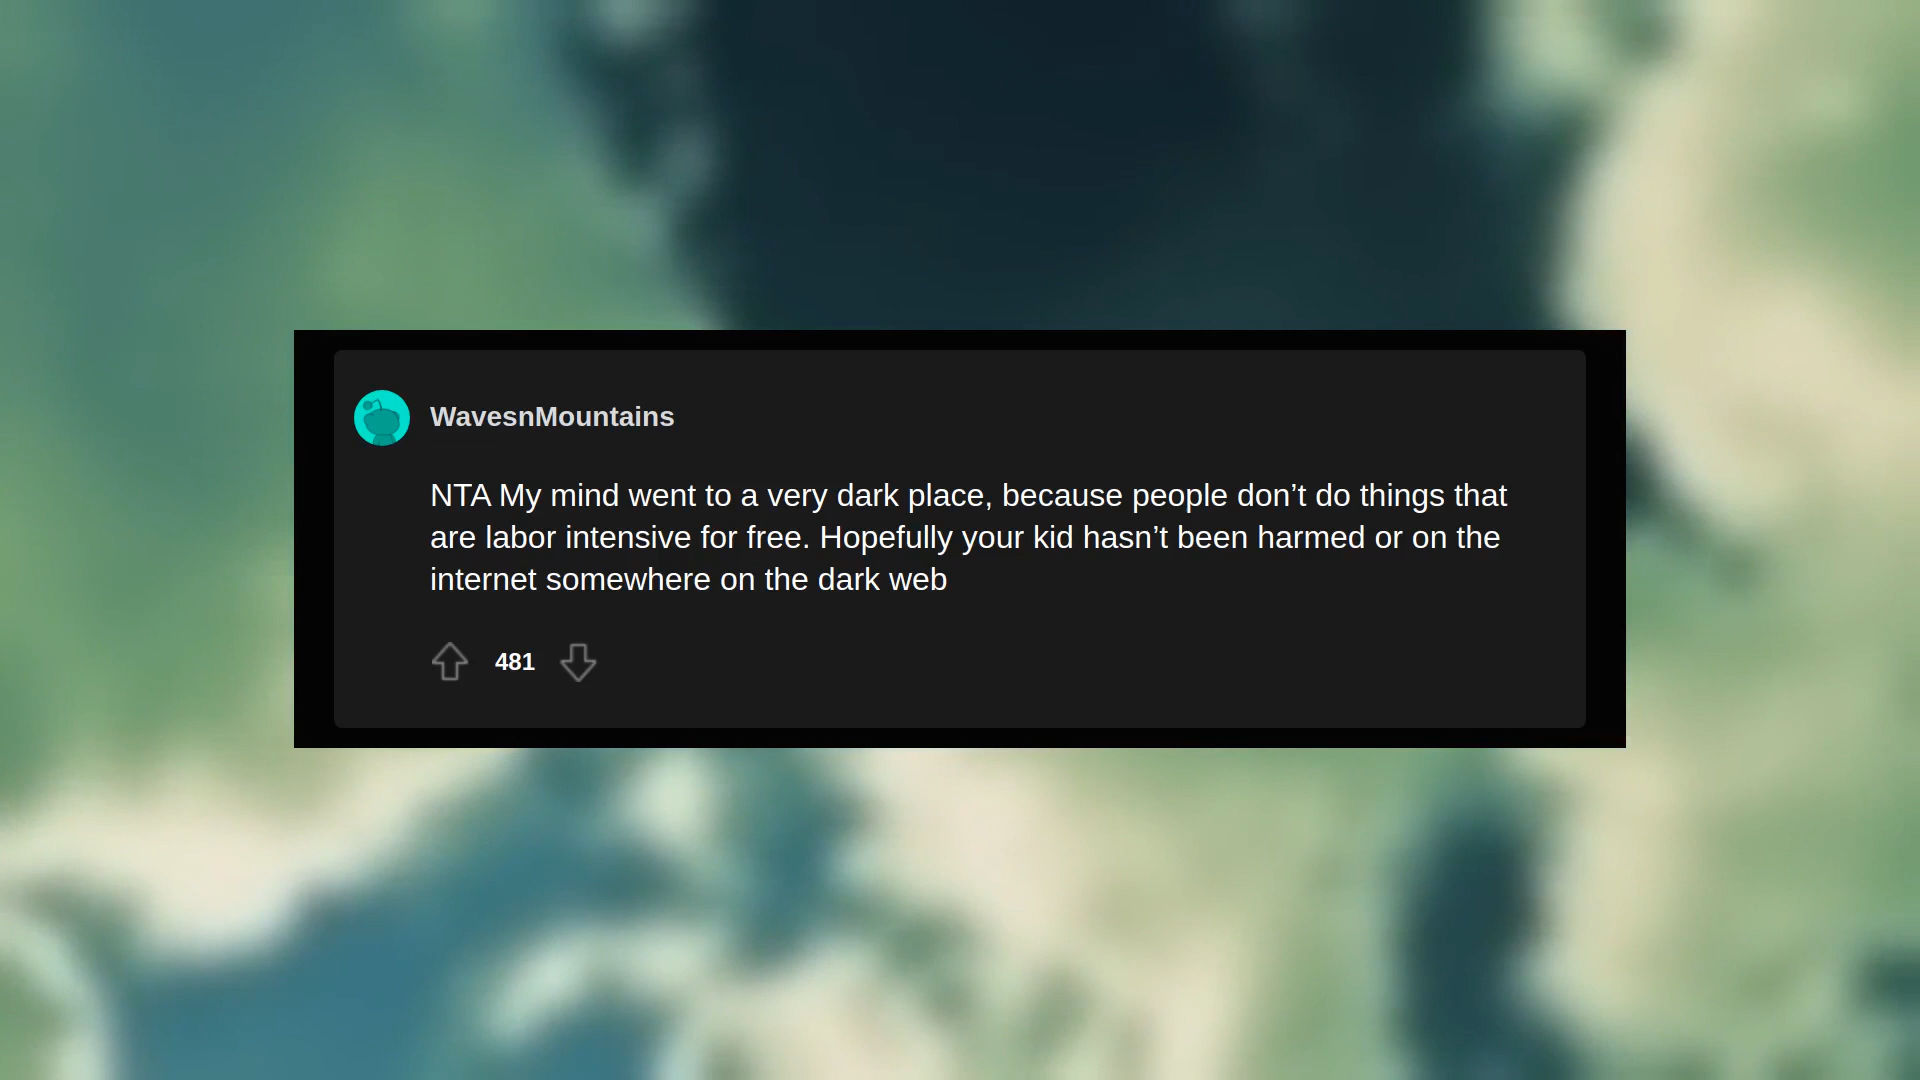 WavesnMountains
NTA My mind went to a very dark place, because people don’t do things that
are labor intensive for free. Hopefully your kid hasn’t been harmed or on the
internet somewhere on the dark web
481